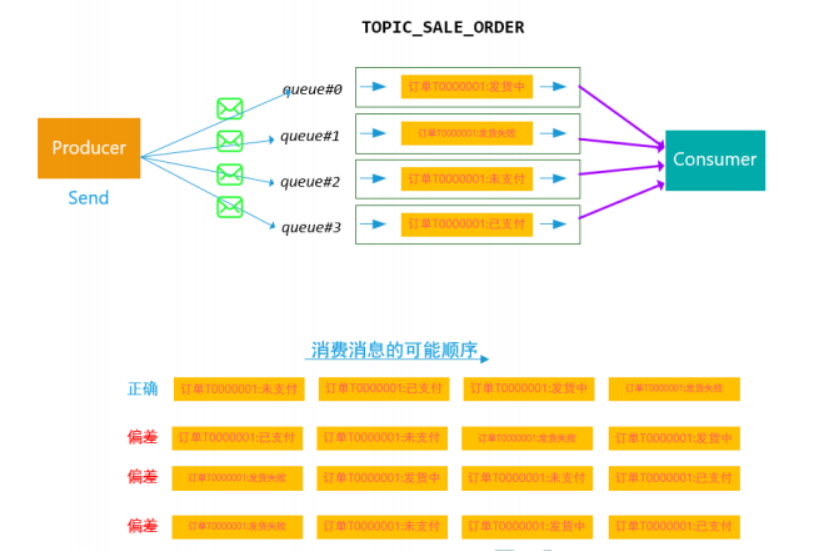 TOPIC_SALE_ORDER
queue#0 订单T0000001:发货中
queue#1 订单T0000001:发货失败
Producer
Consumer
queue#2 订单T0000001:未支付
Send
queue#3 订单T0000001:已支付
消费消息的可能顺序
正确 订单T0000001:未支付 订单T0000001:已支付 订单T0000001:发货中 订单T0000001:发货失败
偏差 订单T0000001:已支付 订单T0000001:未支付 订单T0000001:发货失败 订单T0000001:发货中
偏差 订单T0000001:发货失败 订单T0000001:发货中 订单T0000001:未支付 订单T0000001:已支付
偏差 订单T0000001:发货失败 订单T0000001:未支付 订单T0000001:发货中 订单T0000001:已支付